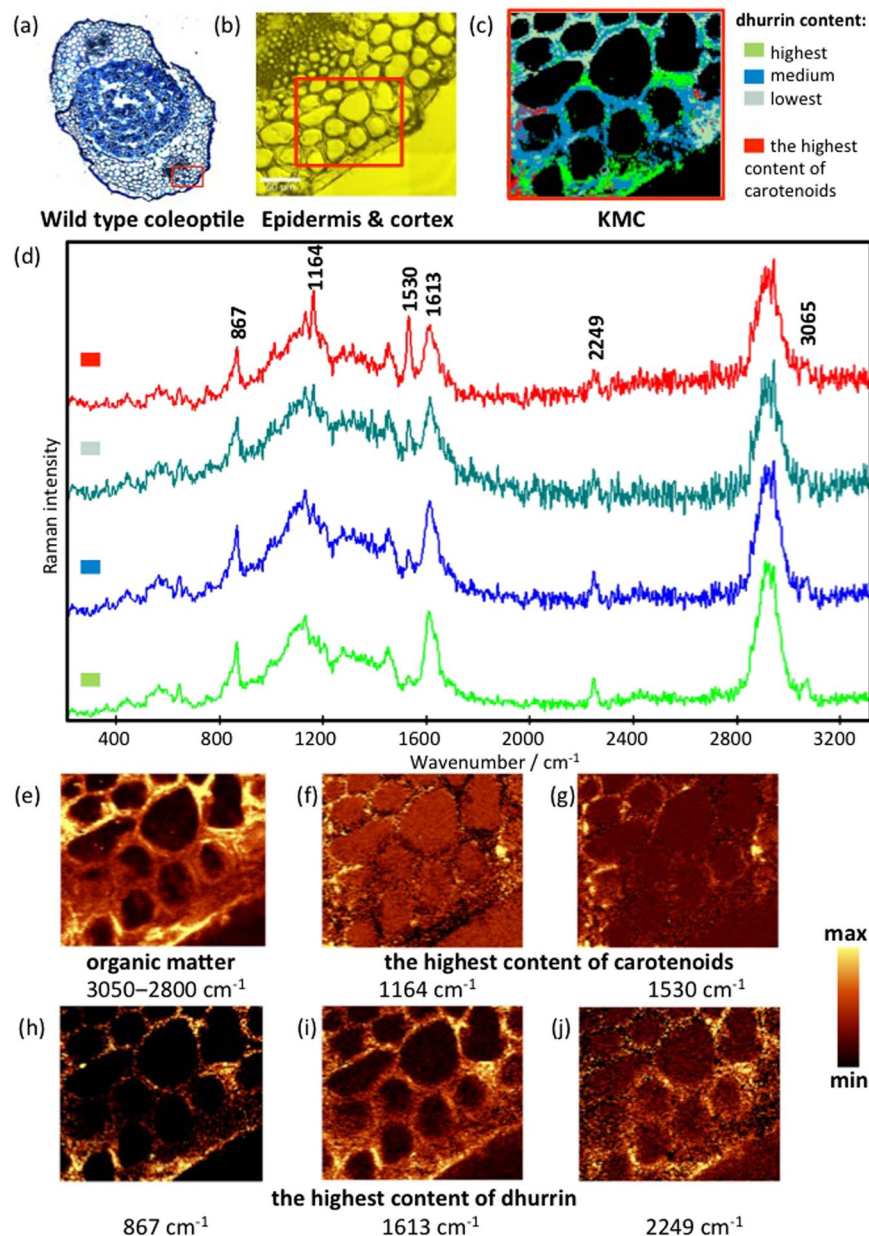 (a)
(b)
(c)
dhurrin content:
highest
medium
lowest
the highest
content of
carotenoids
Wild type coleoptile
Epidermis & cortex
KMC
(d)
867
1164
1530
1613
2249
3065
Raman intensity
400
800
1200
1600
2000
2400
2800
3200
Wavenumber / cm⁻¹
(e)
(f)
(g)
organic matter
the highest content of carotenoids
3050–2800 cm⁻¹
1164 cm⁻¹
1530 cm⁻¹
max
min
(h)
(i)
(j)
the highest content of dhurrin
867 cm⁻¹
1613 cm⁻¹
2249 cm⁻¹